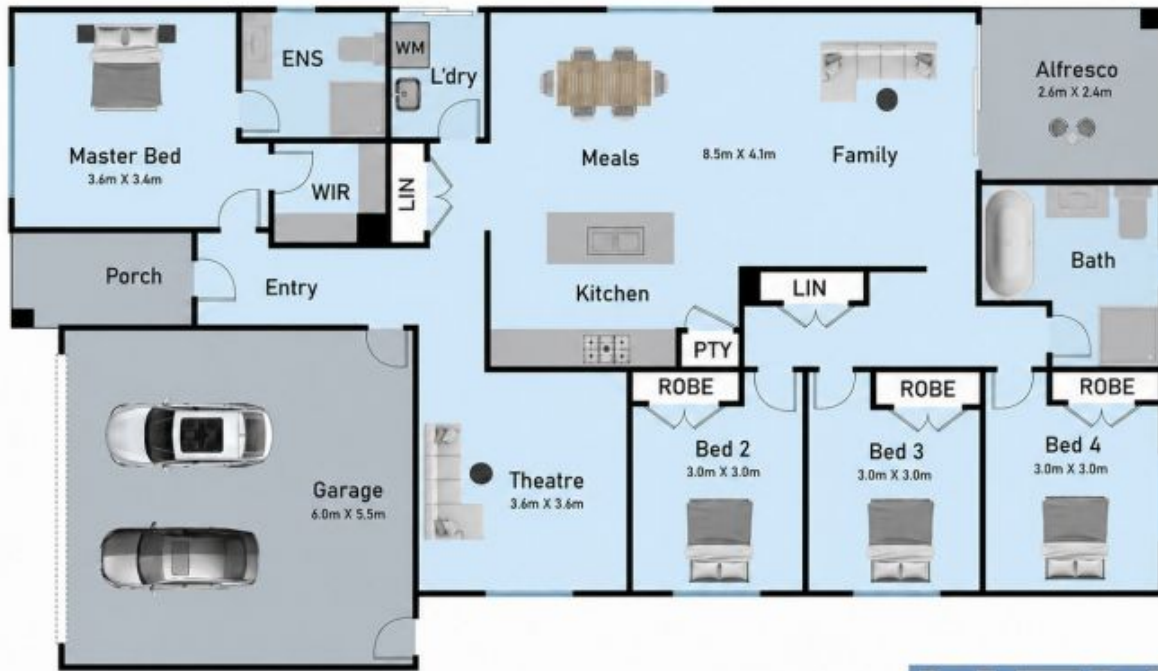 ENS
WM
L'dry
Alfresco
2.6m X 2.4m
Master Bed
3.6m X 3.4m
Meals
8.5m X 4.1m
Family
WIR
LIN
Porch
Entry
Kitchen
LIN
Bath
PTY
ROBE
ROBE
ROBE
Bed 2
3.0m X 3.0m
Bed 3
3.0m X 3.0m
Bed 4
3.0m X 3.0m
Theatre
3.6m X 3.6m
Garage
6.0m X 5.5m